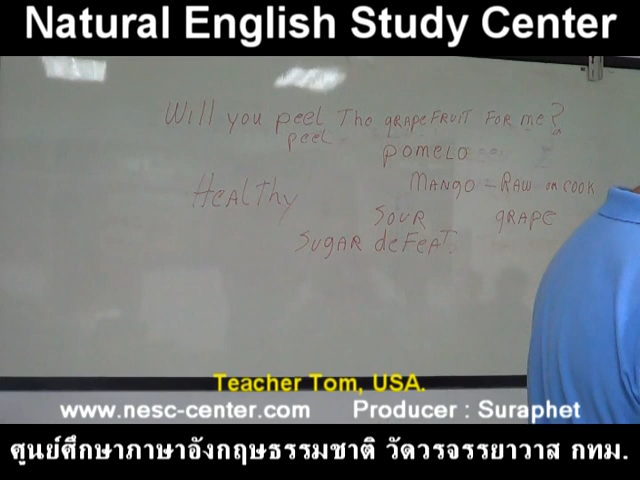 Natural English Study Center
Will you peel The gRAPeFRUIT FoR me?
peel
pomelo
Mango = Raw or cook
HeALThy
SOUR gRAPe
SUgAR deFeAT.
Teacher Tom, USA.
www.nesc-center.com Producer : Suraphet
ศูนย์ศึกษาภาษาอังกฤษธรรมชาติ วัดวรจรรยาวาส กทม.